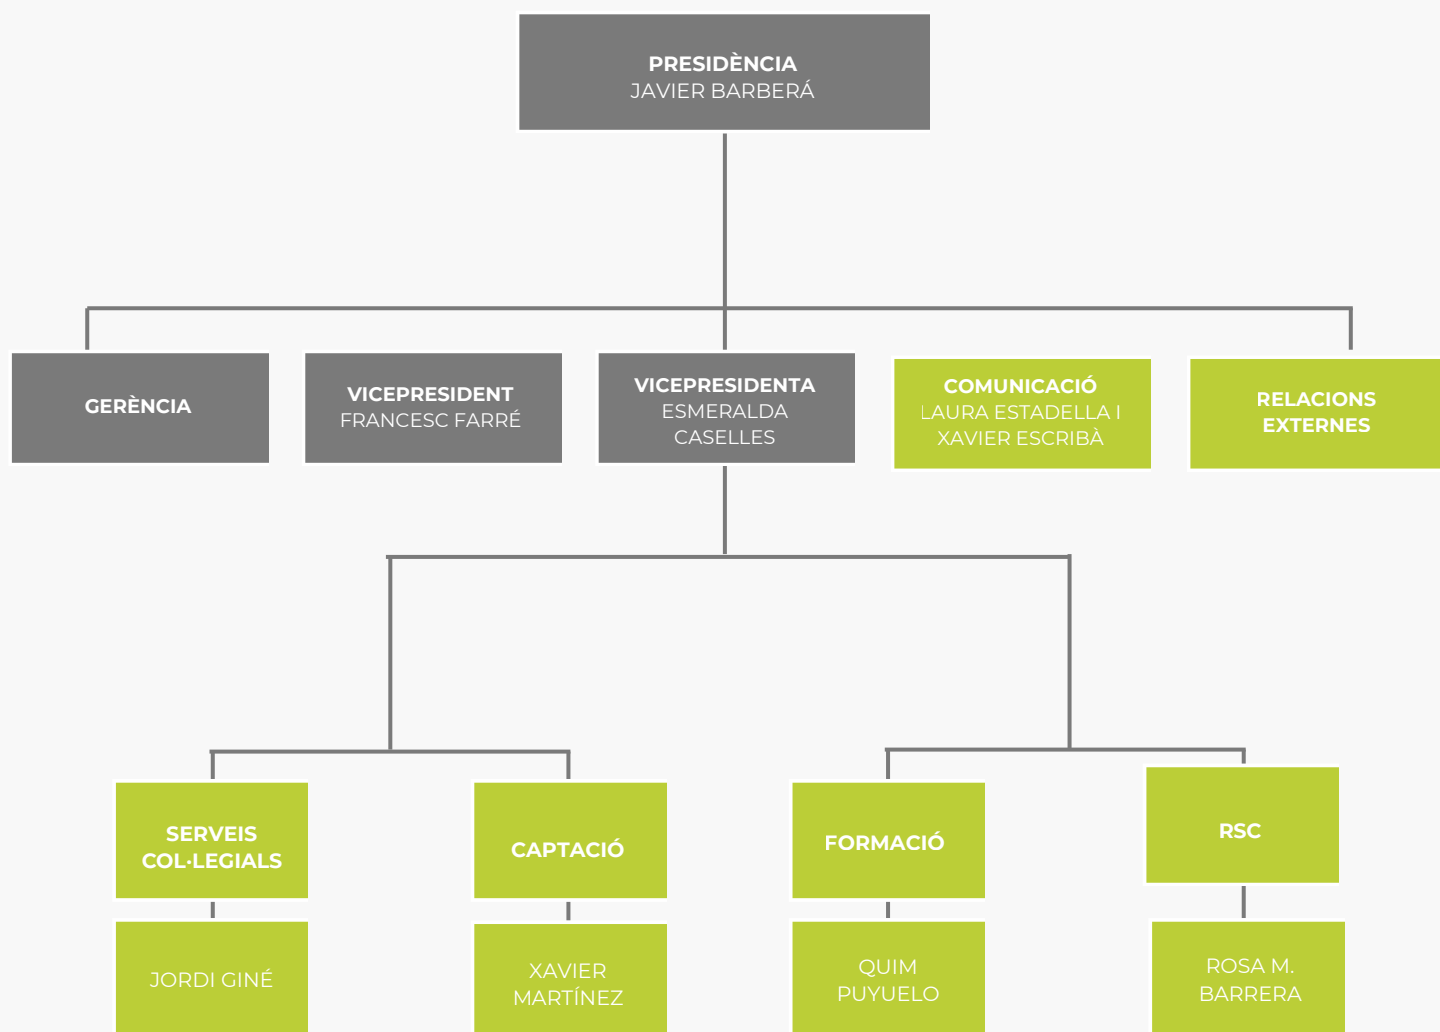 PRESIDÈNCIA
JAVIER BARBERÁ
GERÈNCIA
VICEPRESIDENT
FRANCESC FARRÉ
VICEPRESIDENTA
ESMERALDA
CASELLES
COMUNICACIÓ
LAURA ESTADELLA I
XAVIER ESCRIBÀ
RELACIONS
EXTERNES
SERVEIS
COL·LEGIALS
CAPTACIÓ
FORMACIÓ
RSC
JORDI GINÉ
XAVIER
MARTÍNEZ
QUIM
PUYUELO
ROSA M.
BARRERA